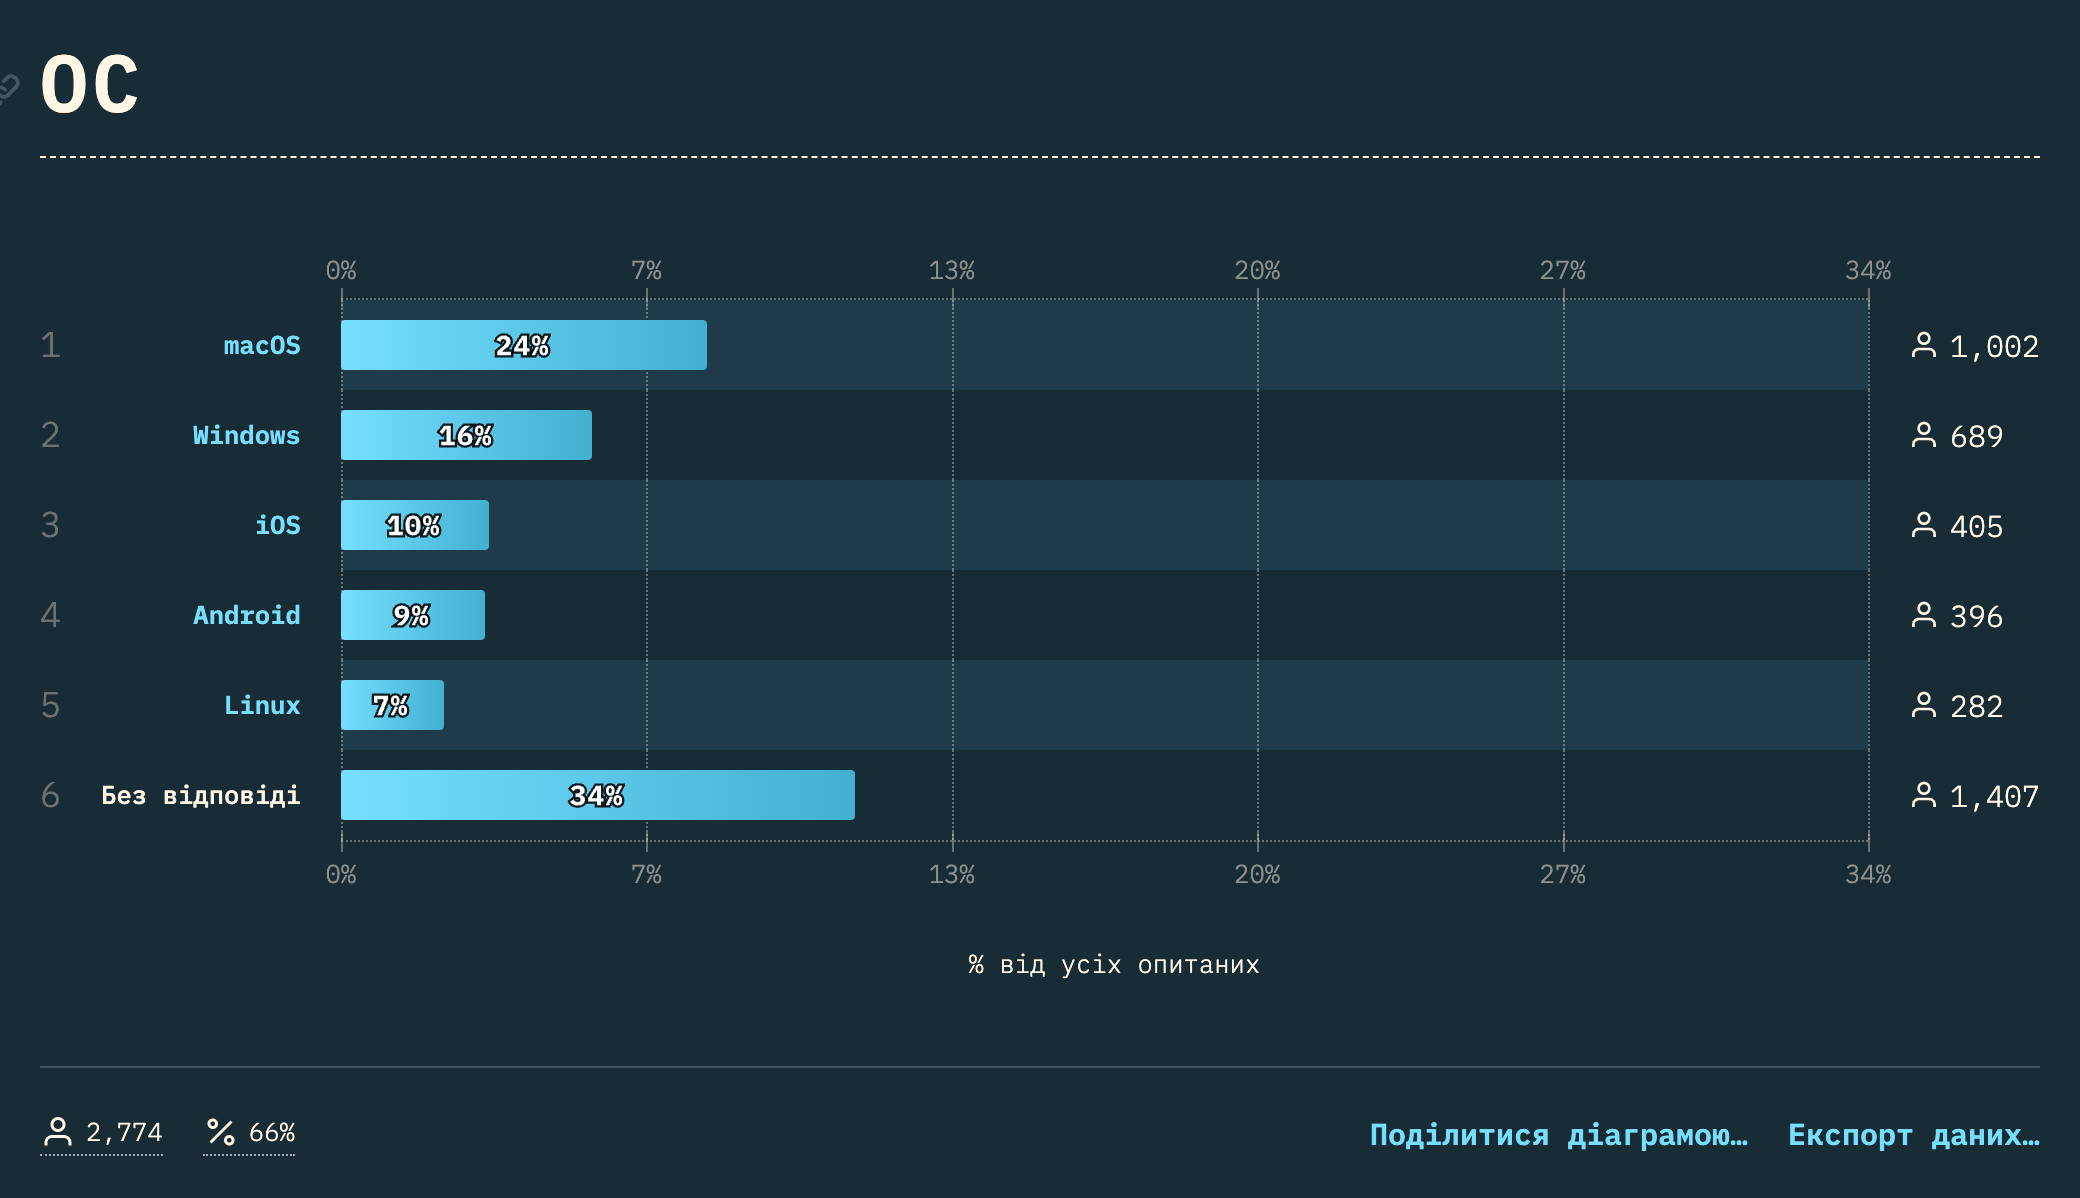 ОС
0% 7% 13% 20% 27% 34%
1 macOS 24% 1,002
2 Windows 16% 689
3 iOS 10% 405
4 Android 9% 396
5 Linux 7% 282
6 Без відповіді 34% 1,407
0% 7% 13% 20% 27% 34%
% від усіх опитаних
2,774 66% Поділитися діаграмою… Експорт даних…